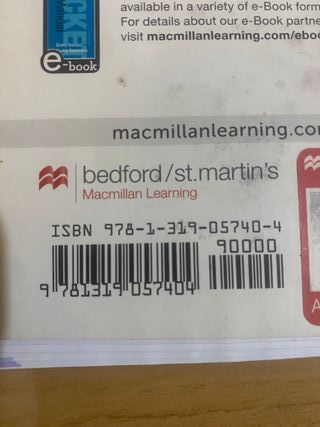 available in a variety of e-Book form
For details about our e-Book partne
visit macmillanlearning.com/eboo
e-book
macmillanlearning.co
bedford/st.martin's
Macmillan Learning
ISBN 978-1-319-05740-4
90000
9 781319 057404